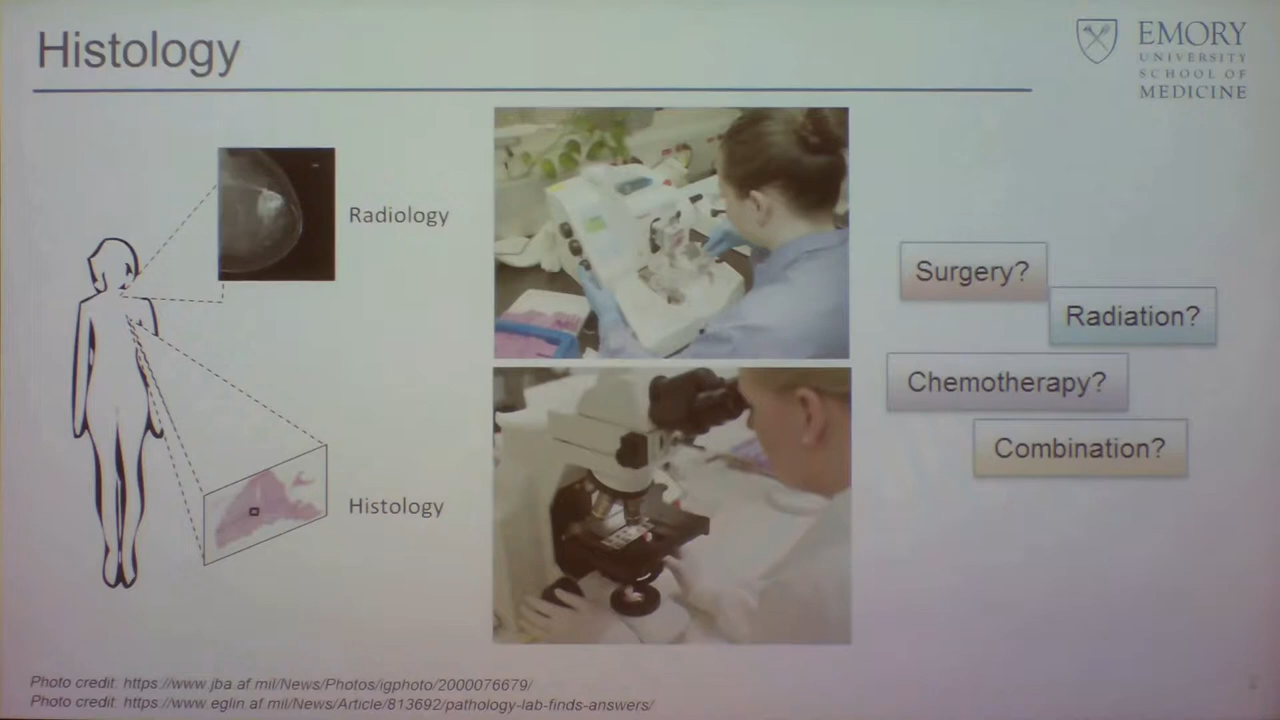 Histology
EMORY
UNIVERSITY
SCHOOL OF
MEDICINE
Radiology
Histology
Surgery?
Radiation?
Chemotherapy?
Combination?
Photo credit: https://www.jba.af.mil/News/Photos/igphoto/2000076679/
Photo credit: https://www.eglin.af.mil/News/Article/813692/pathology-lab-finds-answers/